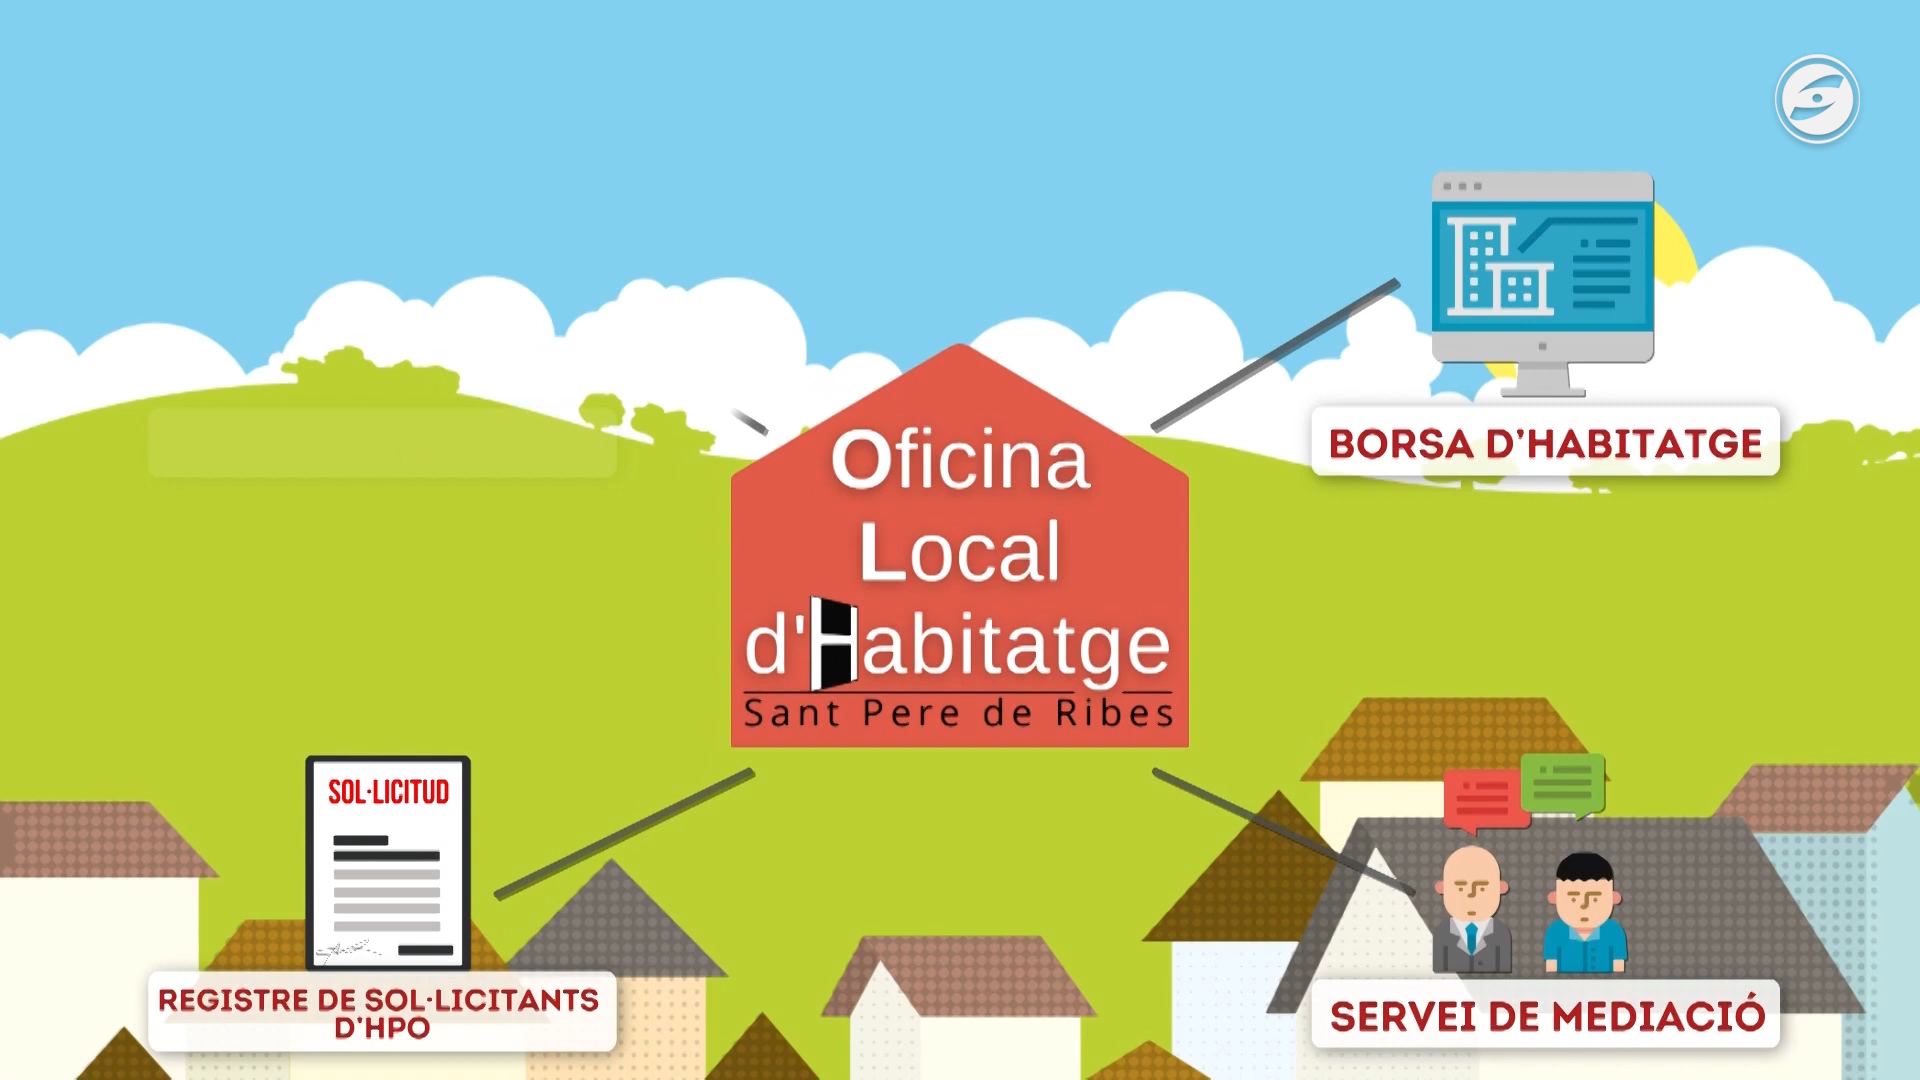 BORSA D'HABITATGE
Oficina
Local
d'Habitatge
Sant Pere de Ribes
SOL·LICITUD
REGISTRE DE SOL·LICITANTS
D'HPO
SERVEI DE MEDIACIÓ